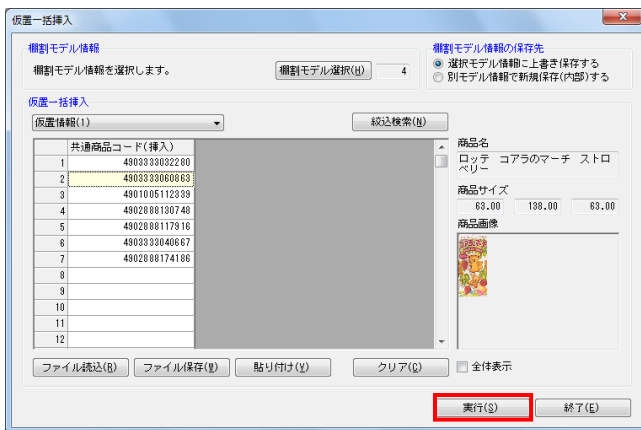 仮置一括挿入
棚割モデル情報
棚割モデル情報を選択します。
棚割モデル選択(H)
4
棚割モデル情報の保存先
選択モデル情報に上書き保存する
別モデル情報で新規保存(内部)する
仮置一括挿入
仮置情報(1)
絞込検索(N)
共通商品コード(挿入)
1 4903333032280
2 4903333060863
3 4901005112339
4 4902888130748
5 4902888117916
6 4903333040667
7 4902888174186
8
9
10
11
12
商品名
ロッテ コアラのマーチ ストロ
ベリー
商品サイズ
63.00 138.00 63.00
商品画像
ファイル読込(R)
ファイル保存(W)
貼り付け(Y)
クリア(C)
全体表示
実行(S)
終了(E)